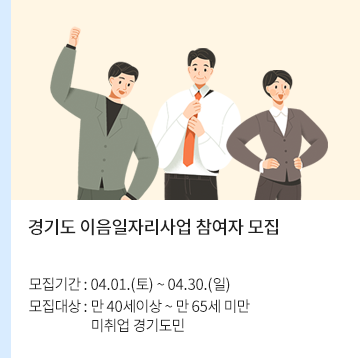 경기도 이음일자리사업 참여자 모집
모집기간 : 04.01.(토) ~ 04.30.(일)
모집대상 : 만 40세이상 ~ 만 65세 미만
미취업 경기도민